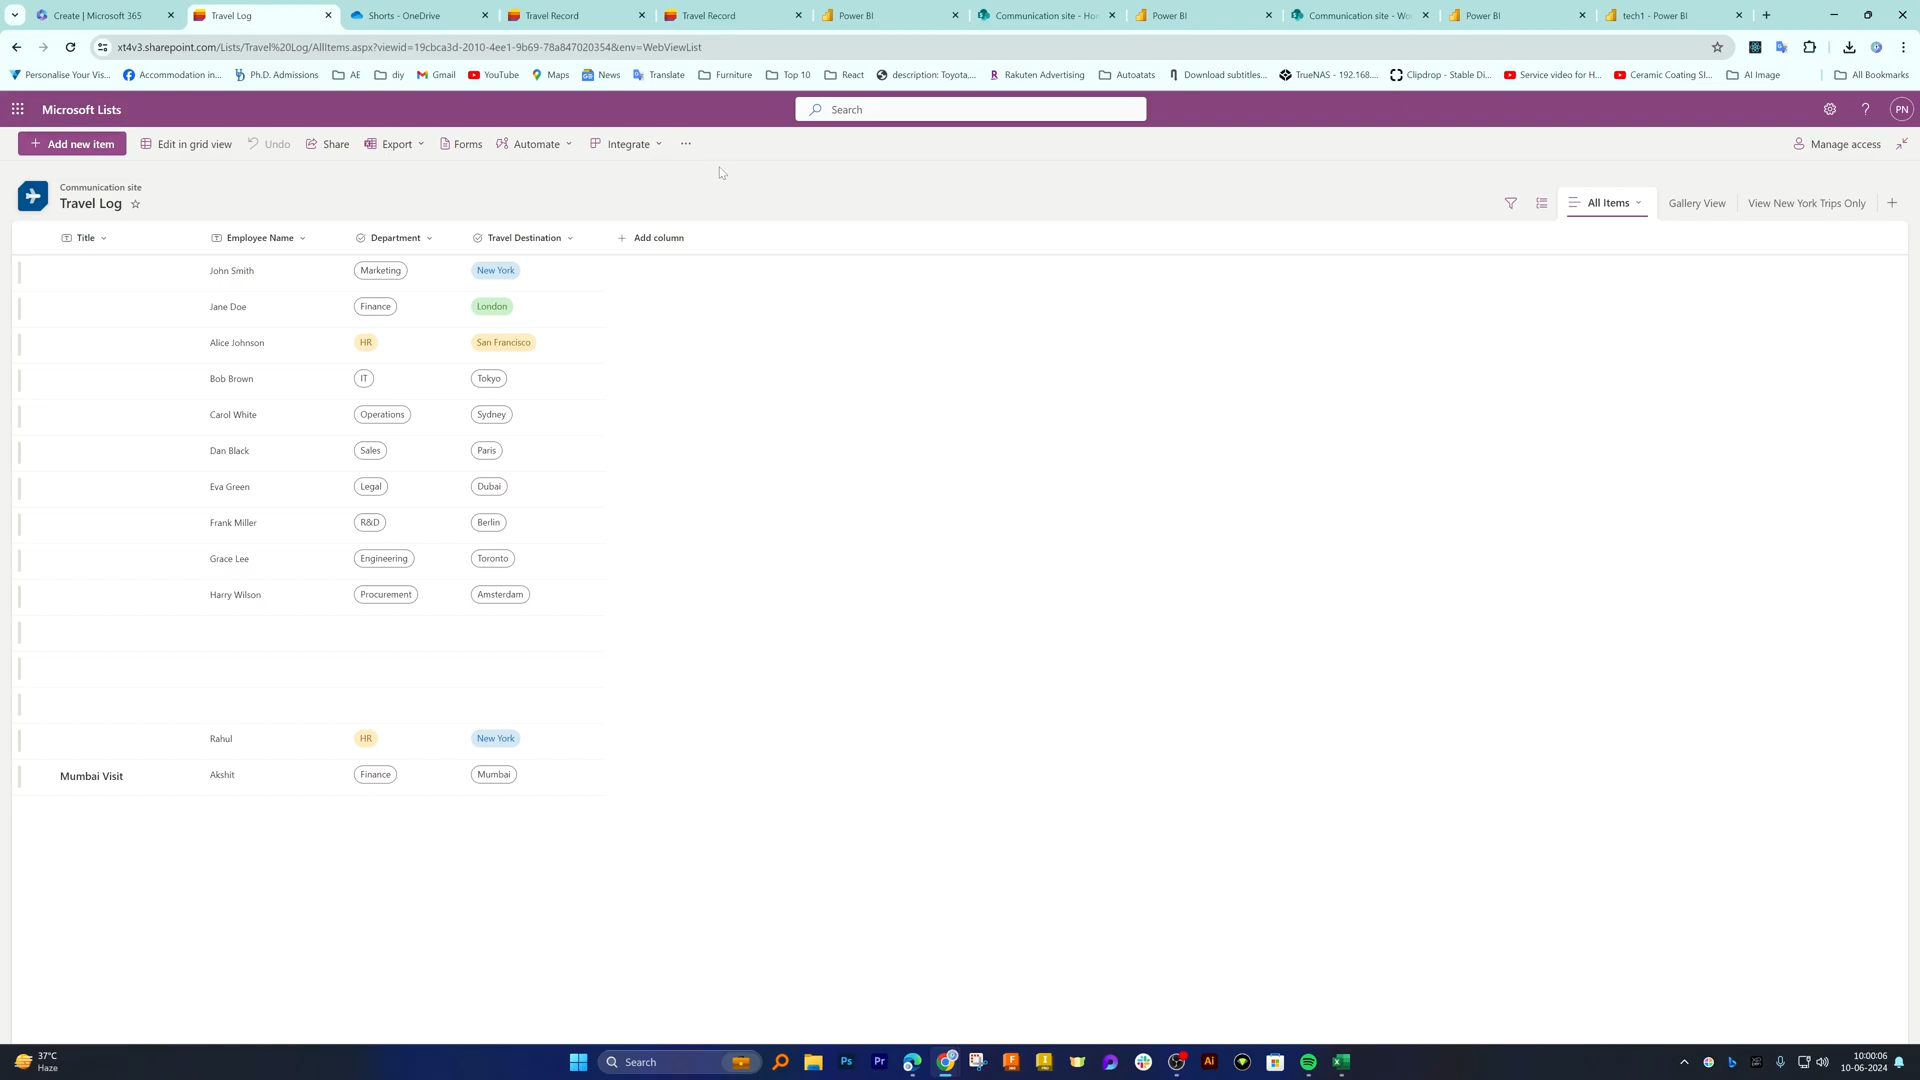 Create | Microsoft 365
Travel Log
Shorts - OneDrive
Travel Record
Travel Record
Power BI
Communication site - Ho
Power BI
Communication site - Wo
Power BI
tech1 - Power BI
xt4v3.sharepoint.com/Lists/Travel%20Log/AllItems.aspx?viewid=19cbca3d-2010-4ee1-9b69-78a847020354&env=WebViewList
Personalise Your Vis...
Accommodation in...
Ph.D. Admissions
AE
diy
Gmail
YouTube
Maps
News
Translate
Furniture
Top 10
React
description: Toyota,...
Rakuten Advertising
Autoatats
Download subtitles...
TrueNAS - 192.168....
Clipdrop - Stable Di...
Service video for H...
Ceramic Coating Sl...
AI Image
All Bookmarks
Microsoft Lists
Search
PN
Add new item
Edit in grid view
Undo
Share
Export
Forms
Automate
Integrate
Manage access
Communication site
Travel Log
All Items
Gallery View
View New York Trips Only
Title
Employee Name
Department
Travel Destination
Add column
John Smith Marketing New York
Jane Doe Finance London
Alice Johnson HR San Francisco
Bob Brown IT Tokyo
Carol White Operations Sydney
Dan Black Sales Paris
Eva Green Legal Dubai
Frank Miller R&D Berlin
Grace Lee Engineering Toronto
Harry Wilson Procurement Amsterdam
Rahul HR New York
Mumbai Visit Akshit Finance Mumbai
37°C
Haze
Search
Ps
Pr
Ai
10:00:06
10-06-2024